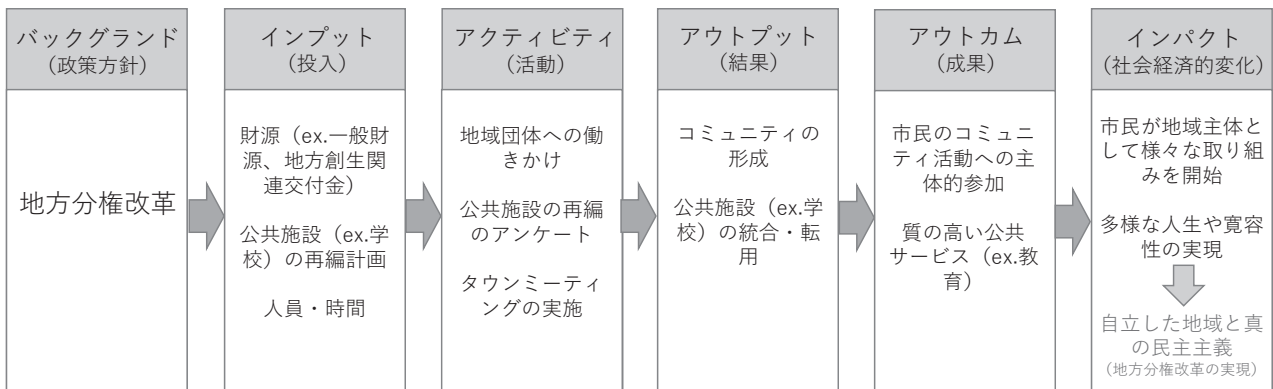 バックグランド
（政策方針）
地方分権改革
インプット
（投入）
財源（ex.一般財
源、地方創生関
連交付金）
公共施設（ex.学
校）の再編計画
人員・時間
アクティビティ
（活動）
地域団体への働
きかけ
公共施設の再編
のアンケート
タウンミーティ
ングの実施
アウトプット
（結果）
コミュニティの
形成
公共施設（ex.学
校）の統合・転
用
アウトカム
（成果）
市民のコミュニ
ティ活動への主
体的参加
質の高い公共
サービス（ex.教
育）
インパクト
（社会経済的変化）
市民が地域主体と
して様々な取り組
みを開始
多様な人生や寛容
性の実現
自立した地域と真
の民主主義
（地方分権改革の実現）